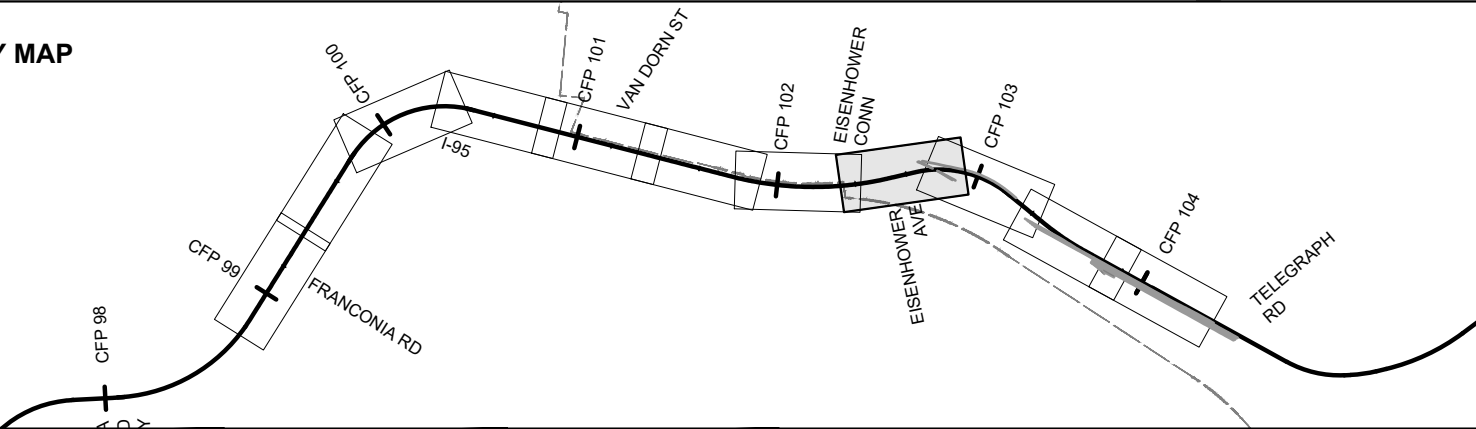 Y MAP
CFP 100
CFP 101
VAN DORN ST
CFP 102
EISENHOWER
CONN
CFP 103
I-95
CFP 99
FRANCONIA RD
CFP 98
EISENHOWER
AVE
CFP 104
TELEGRAPH
RD